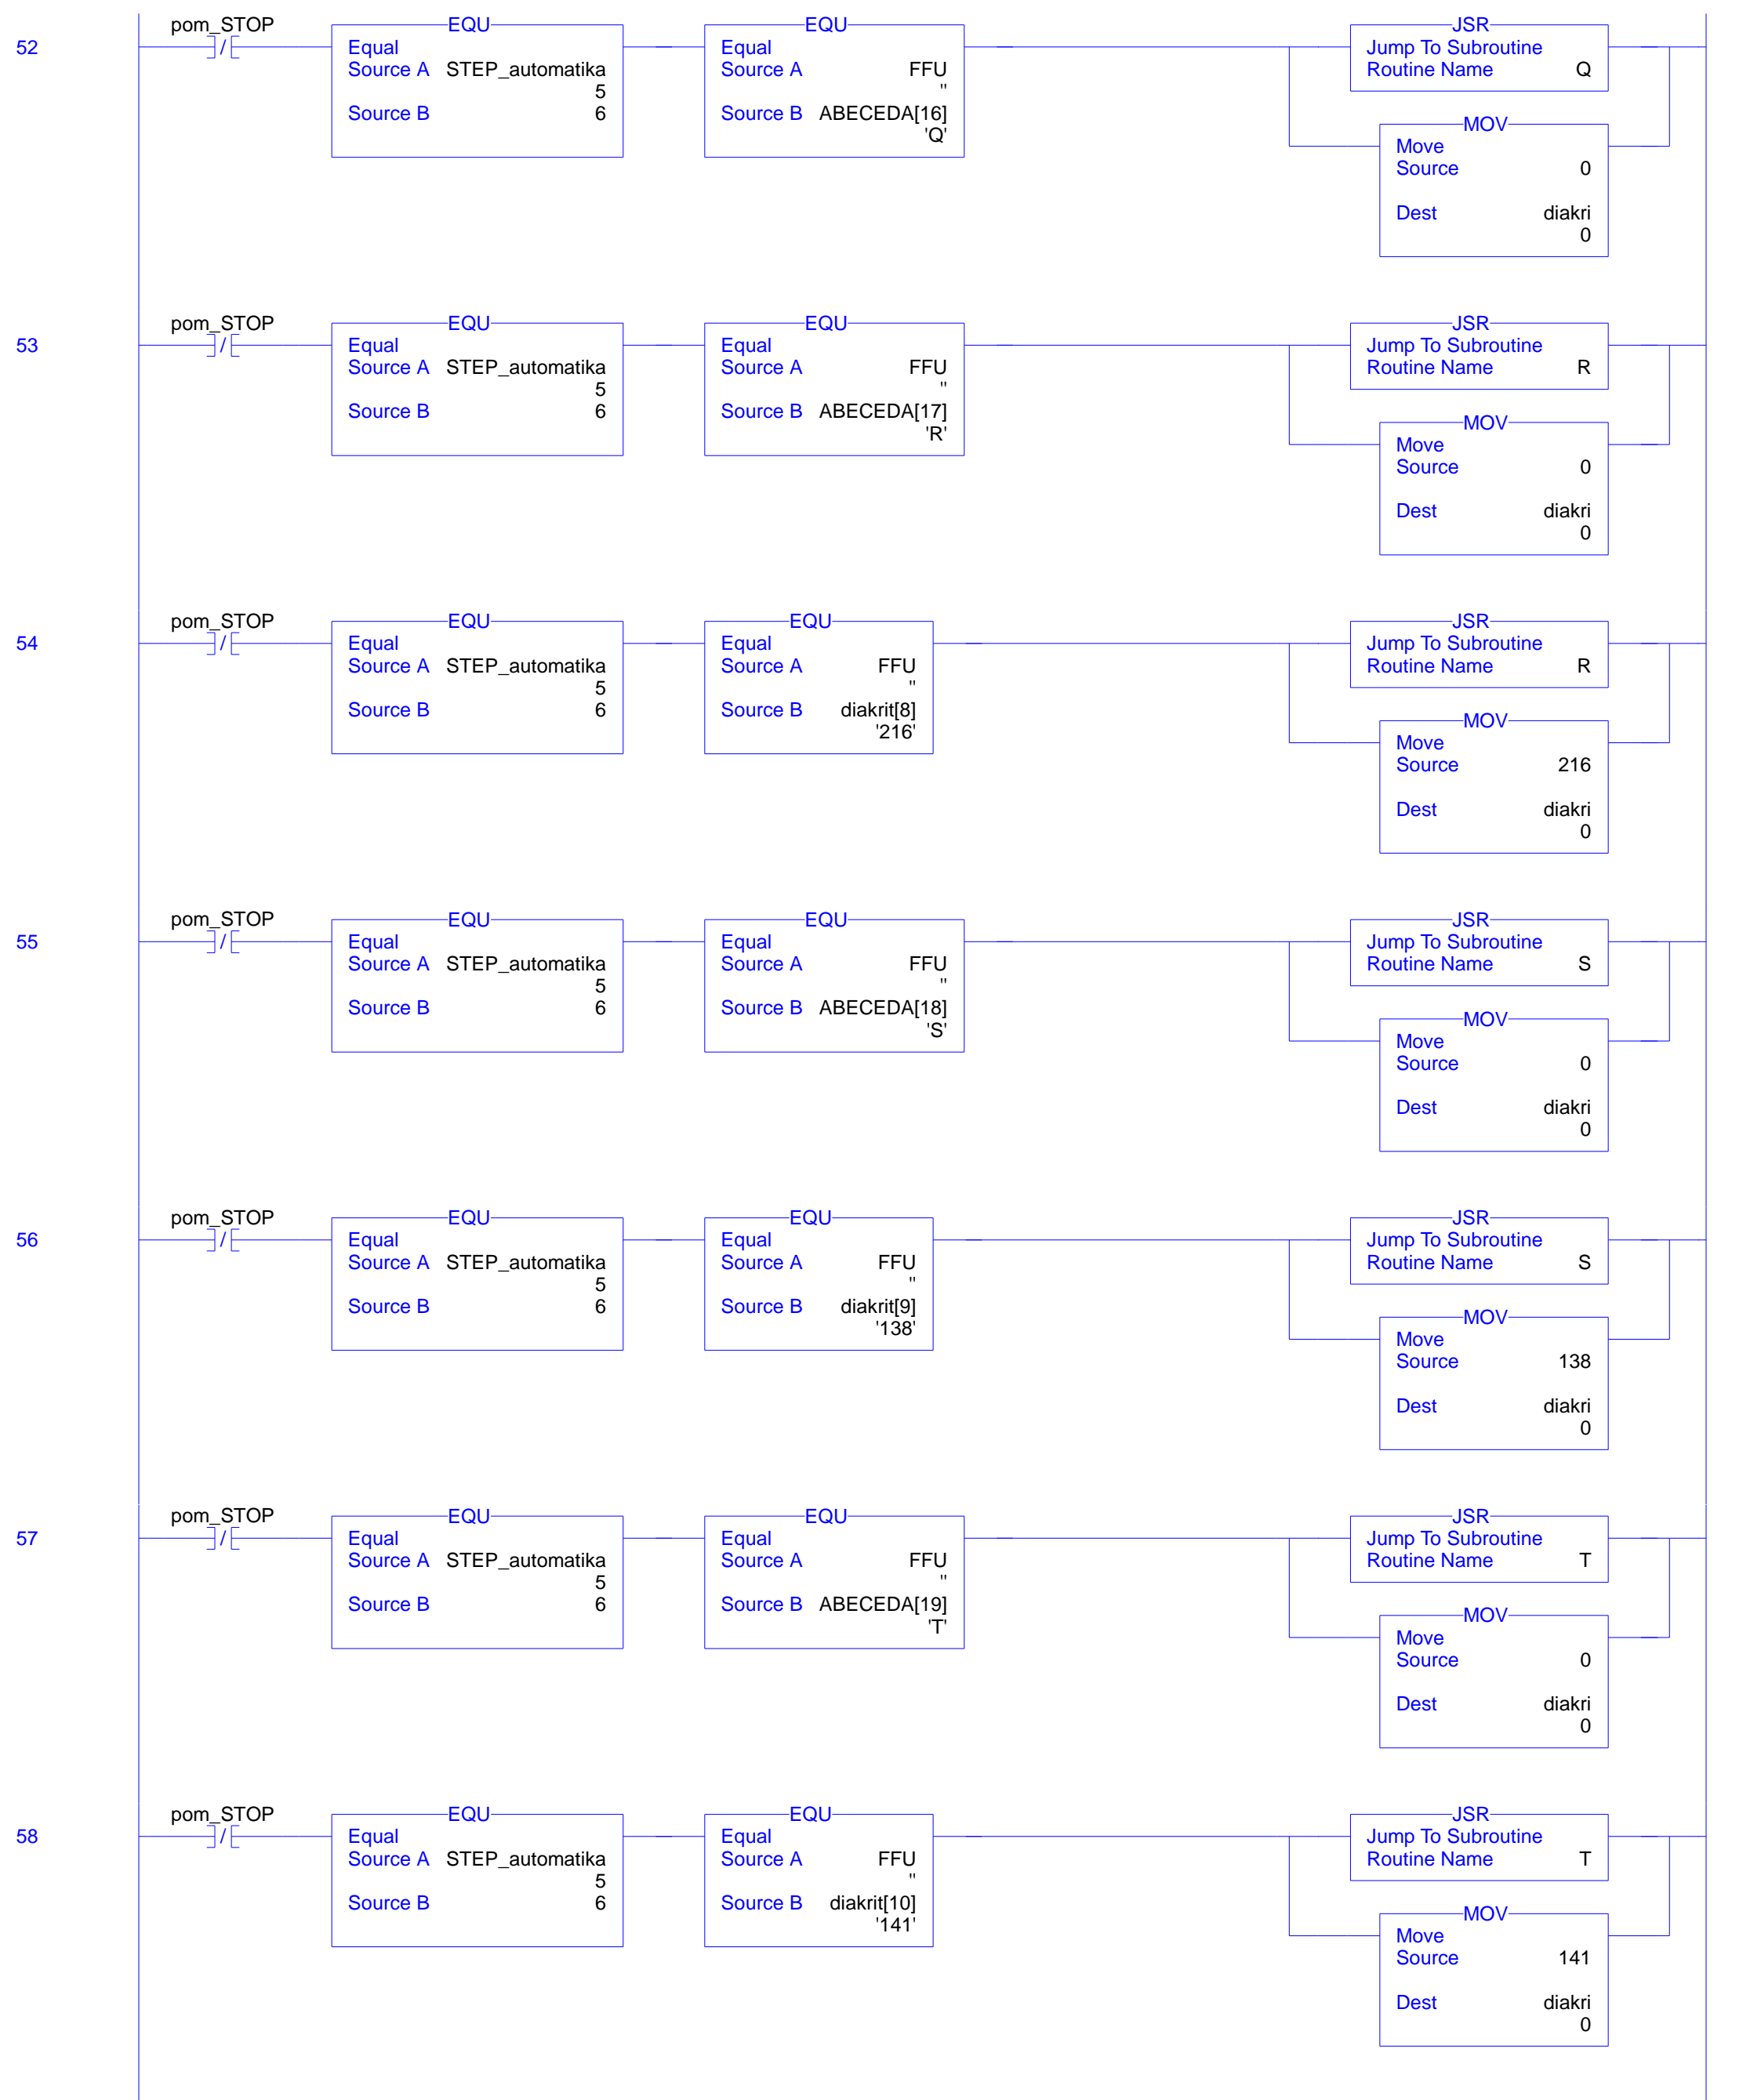 52
pom_STOP
EQU
Equal
Source A STEP_automatika
5
Source B 6
EQU
Equal
Source A FFU
''
Source B ABECEDA[16]
'Q'
JSR
Jump To Subroutine
Routine Name Q
MOV
Move
Source 0
Dest diakri
0
53
pom_STOP
EQU
Equal
Source A STEP_automatika
5
Source B 6
EQU
Equal
Source A FFU
''
Source B ABECEDA[17]
'R'
JSR
Jump To Subroutine
Routine Name R
MOV
Move
Source 0
Dest diakri
0
54
pom_STOP
EQU
Equal
Source A STEP_automatika
5
Source B 6
EQU
Equal
Source A FFU
''
Source B diakrit[8]
'216'
JSR
Jump To Subroutine
Routine Name R
MOV
Move
Source 216
Dest diakri
0
55
pom_STOP
EQU
Equal
Source A STEP_automatika
5
Source B 6
EQU
Equal
Source A FFU
''
Source B ABECEDA[18]
'S'
JSR
Jump To Subroutine
Routine Name S
MOV
Move
Source 0
Dest diakri
0
56
pom_STOP
EQU
Equal
Source A STEP_automatika
5
Source B 6
EQU
Equal
Source A FFU
''
Source B diakrit[9]
'138'
JSR
Jump To Subroutine
Routine Name S
MOV
Move
Source 138
Dest diakri
0
57
pom_STOP
EQU
Equal
Source A STEP_automatika
5
Source B 6
EQU
Equal
Source A FFU
''
Source B ABECEDA[19]
'T'
JSR
Jump To Subroutine
Routine Name T
MOV
Move
Source 0
Dest diakri
0
58
pom_STOP
EQU
Equal
Source A STEP_automatika
5
Source B 6
EQU
Equal
Source A FFU
''
Source B diakrit[10]
'141'
JSR
Jump To Subroutine
Routine Name T
MOV
Move
Source 141
Dest diakri
0